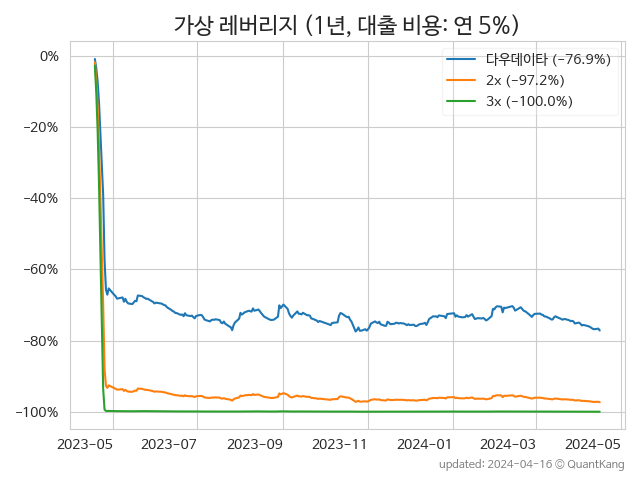 가상 레버리지 (1년, 대출 비용: 연 5%)
다우데이타 (−76.9%)
2x (−97.2%)
3x (−100.0%)
0%
−20%
−40%
−60%
−80%
−100%
2023-05 2023-07 2023-09 2023-11 2024-01 2024-03 2024-05
updated: 2024-04-16 © QuantKang